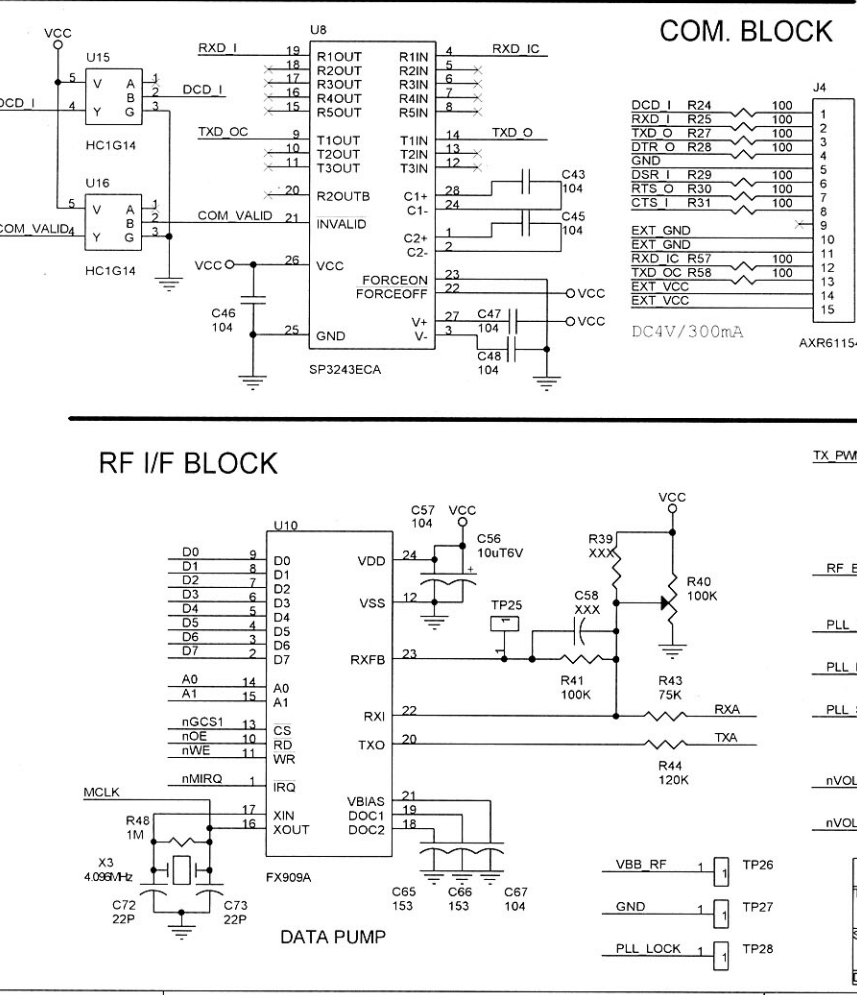 COM. BLOCK
VCC
U15
5 V A 1
B 2 DCD_I
DCD_I 4 Y G 3
HC1G14
U16
5 V A 1
B 2 COM_VALID 21
COM_VALID 4 Y G 3
HC1G14
U8
RXD_I 19 R1OUT R1IN 4 RXD_IC
18 R2OUT R2IN 5
17 R3OUT R3IN 6
16 R4OUT R4IN 7
15 R5OUT R5IN 8
TXD_OC 9 T1OUT T1IN 14 TXD_O
10 T2OUT T2IN 13
11 T3OUT T3IN 12
20 R2OUTB C1+ 28
C1- 24
C43
104
INVALID
C2+ 1
C2- 2
C45
104
VCC 26 VCC
FORCEON 23
FORCEOFF 22 VCC
C46
104
V+ 27 C47 104 VCC
25 GND V- 3
C48
104
SP3243ECA
J4
DCD_I R24 100 1
RXD_I R25 100 2
TXD_O R27 100 3
DTR_O R28 100 4
GND 5
DSR_I R29 100 6
RTS_O R30 100 7
CTS_I R31 100 8
9
EXT_GND 10
EXT_GND 11
RXD_IC R57 100 12
TXD_OC R58 100 13
EXT_VCC 14
EXT_VCC 15
DC4V/300mA
AXR6115
RF I/F BLOCK
U10
D0 9 D0
D1 8 D1
D2 7 D2
D3 6 D3
D4 5 D4
D5 4 D5
D6 3 D6
D7 2 D7
A0 14 A0
A1 15 A1
nGCS1 13 CS
nOE 10 RD
nWE 11 WR
nMIRQ 1 IRQ
MCLK
17 XIN
16 XOUT
R48
1M
X3
4.096MHz
C72
22P
C73
22P
FX909A
DATA PUMP
VDD 24
VSS 12
RXFB 23
RXI 22
TXO 20
VBIAS 21
DOC1 19
DOC2 18
C57
104
VCC
C56
10uT6V
+
TP25
1
1
C58
XXX
R39
XXX
VCC
R40
100K
R41
100K
R43
75K
RXA
TXA
R44
120K
C65
153
C66
153
C67
104
VBB_RF 1 1 TP26
GND 1 1 TP27
PLL_LOCK 1 1 TP28
TX_PW
RF_
PLL_
PLL_
PLL_
nVOL
nVOL